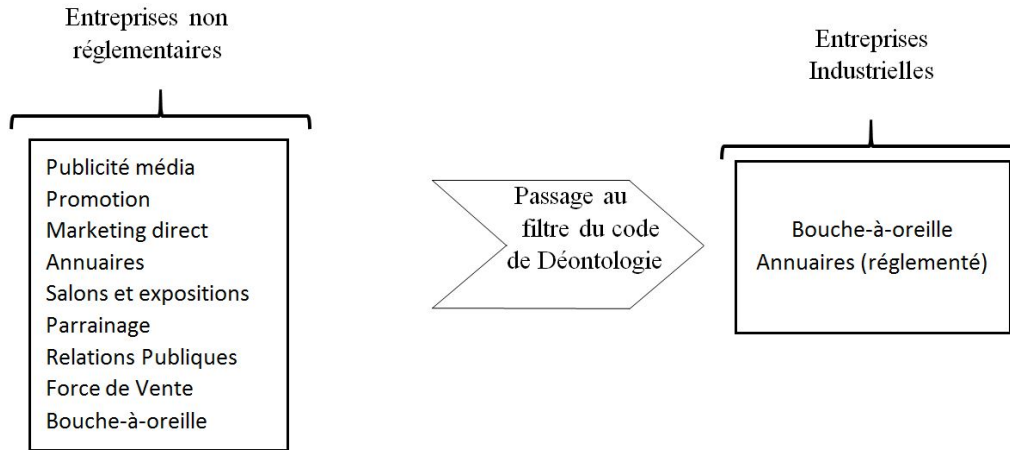 Entreprises non
réglementaires
Publicité média
Promotion
Marketing direct
Annuaires
Salons et expositions
Parrainage
Relations Publiques
Force de Vente
Bouche-à-oreille
Passage au
filtre du code
de Déontologie
Entreprises
Industrielles
Bouche-à-oreille
Annuaires (réglementé)